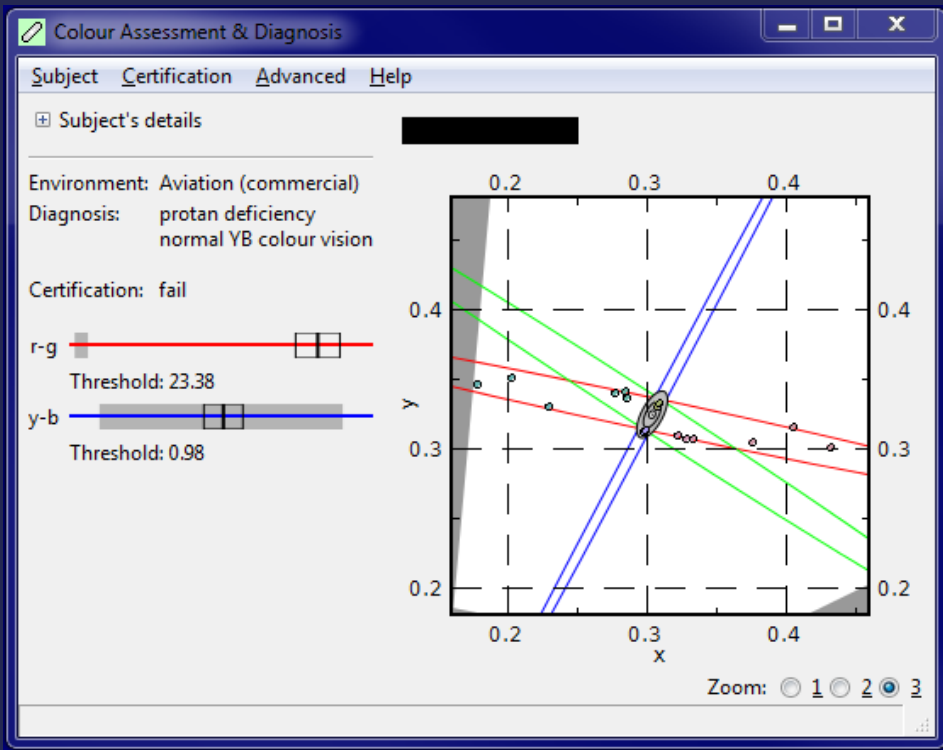 Colour Assessment & Diagnosis
Subject Certification Advanced Help
Subject's details
Environment: Aviation (commercial)
Diagnosis: protan deficiency
normal YB colour vision
Certification: fail
r-g
Threshold: 23.38
y-b
Threshold: 0.98
0.2 0.3 0.4
0.4 0.4
y
0.3 0.3
0.2 0.2
0.2 0.3 0.4
x
Zoom: 1 2 3